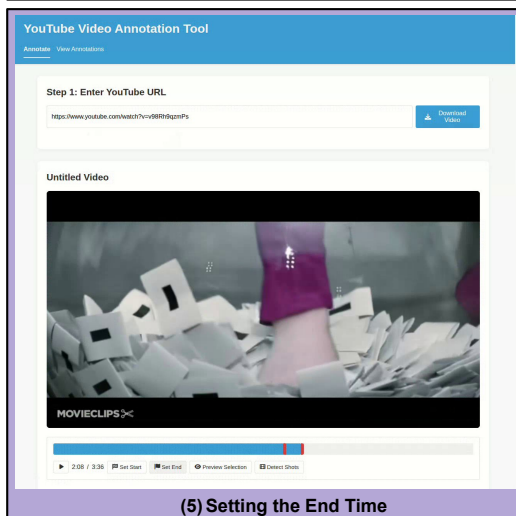 YouTube Video Annotation Tool
Annotate View Annotations
Step 1: Enter YouTube URL
https://www.youtube.com/watch?v=v98Rh9qzmPs
Download
Video
Untitled Video
MOVIECLIPS
2:08 / 3:36 Set Start Set End Preview Selection Detect Shots
(5) Setting the End Time